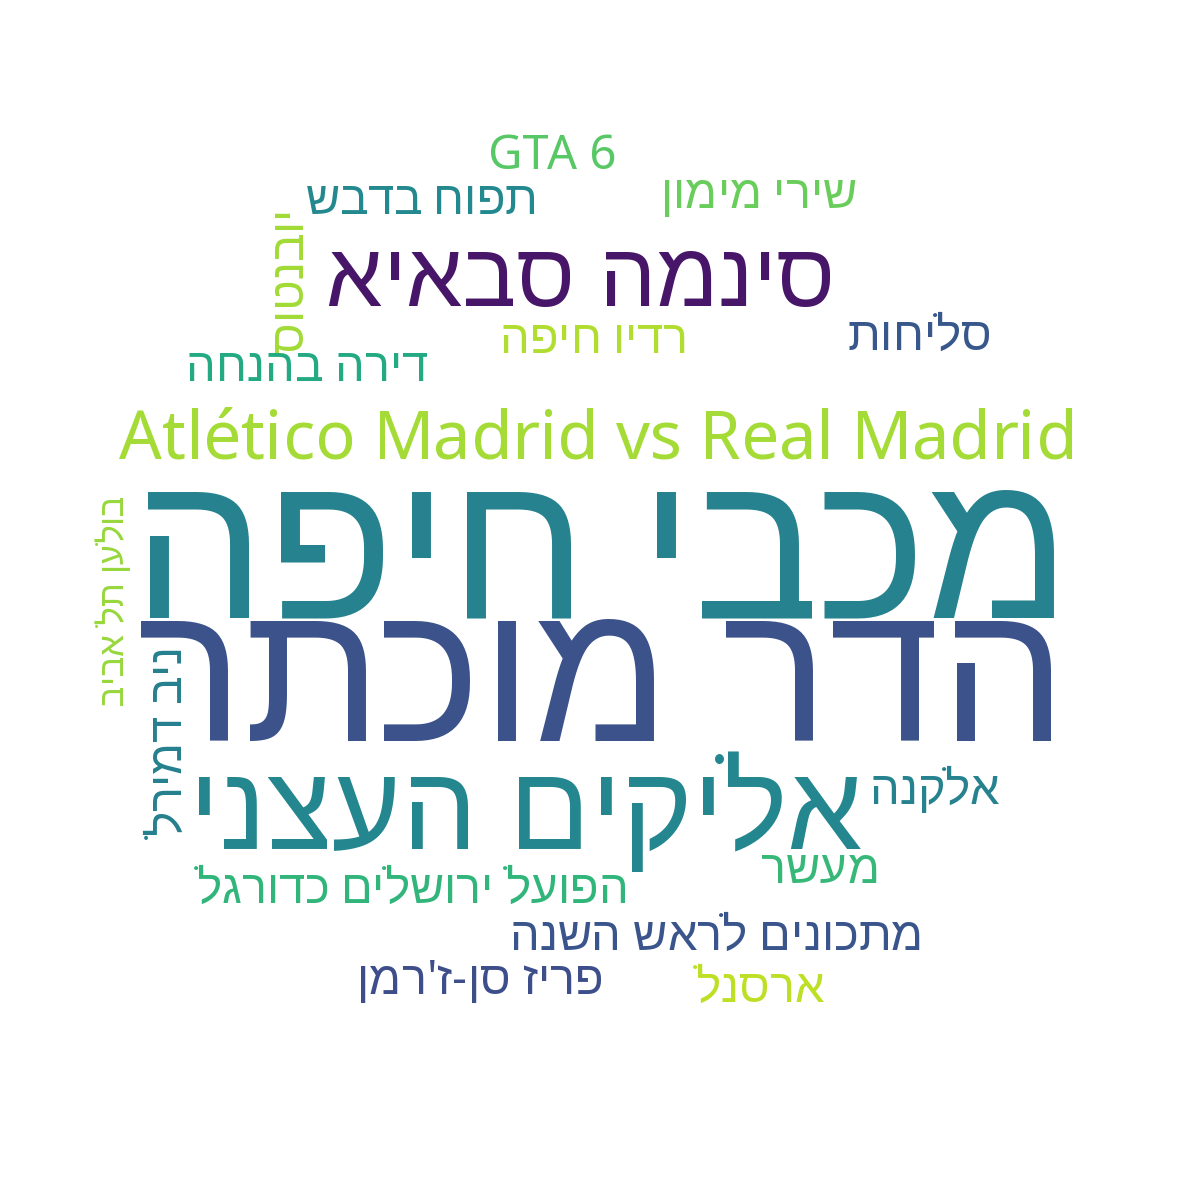 GTA 6
שירי מימון
תפוח בדבש
יובנטוס
סינמה סבאיא
סליחות
רדיו חיפה
דירה בהנחה
Atlético Madrid vs Real Madrid
מכבי חיפה
בולען תל אביב
הדר מוכתר
ניב דמירל
אליקים העצני
אלקנה
מעשר
הפועל ירושלים כדורגל
מתכונים לראש השנה
פריז סן-ז'רמן
ארסנל